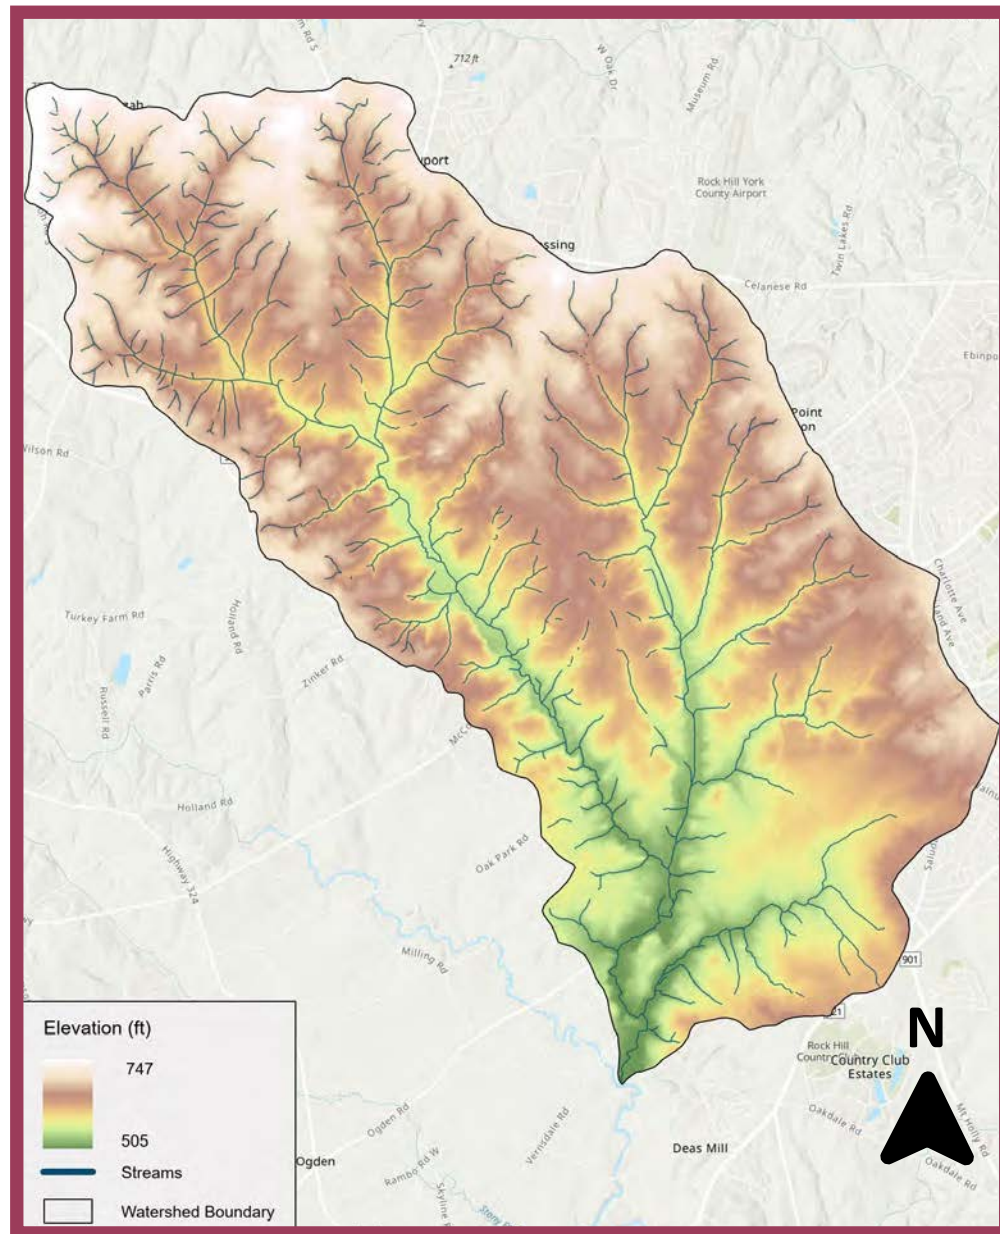 712 ft
W Oak Dr
Museum Rd
Rock Hill York
County Airport
Twin Lakes Rd
Celanese Rd
Wilson Rd
Charlotte Ave
Turkey Farm Rd
Holland Rd
Zinker Rd
Parris Rd
Russell Rd
Holland Rd
Highway 324
Oak Park Rd
Milling Rd
901
21
Elevation (ft)
747
505
Streams
Watershed Boundary
N
Rock Hill
Country Club
Estates
Ogden Rd
Vernsdale Rd
Oakdale Rd
Mt Holly Rd
Deas Mill
Ogden
Rambo Rd W
Oakdale Rd